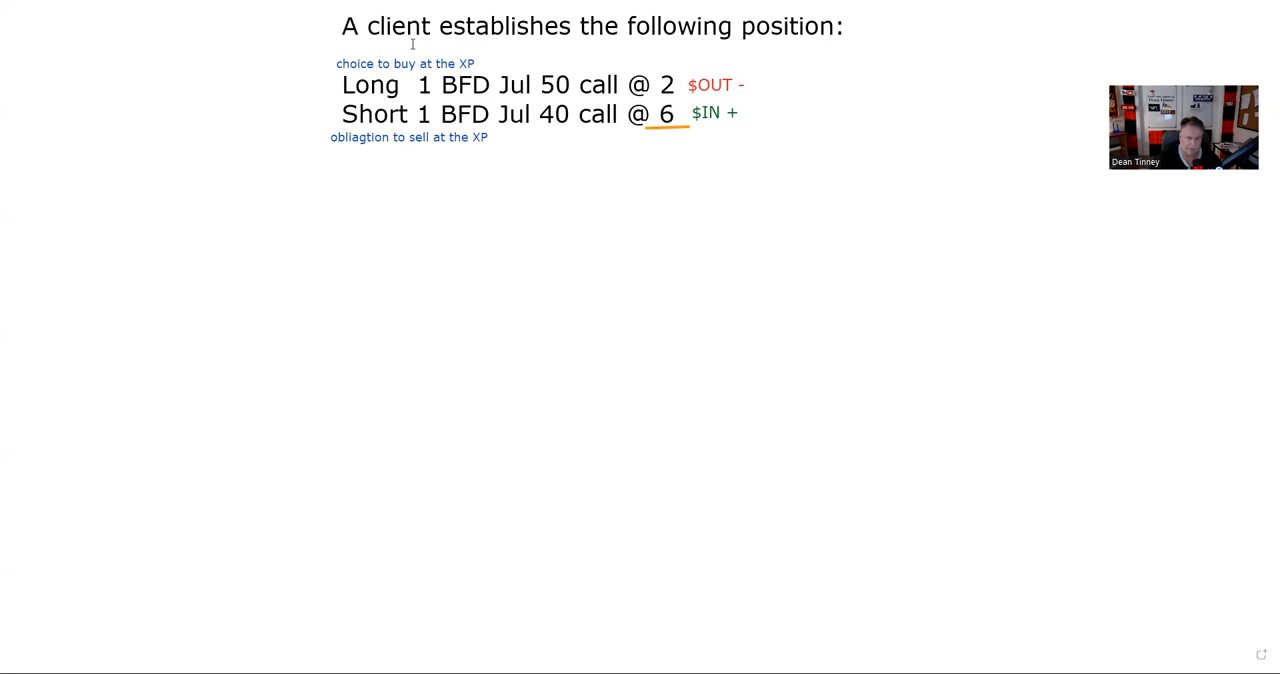 A client establishes the following position:
choice to buy at the XP
Long 1 BFD Jul 50 call @ 2 $OUT -
Short 1 BFD Jul 40 call @ 6 $IN +
obliagtion to sell at the XP
Dean Tinney